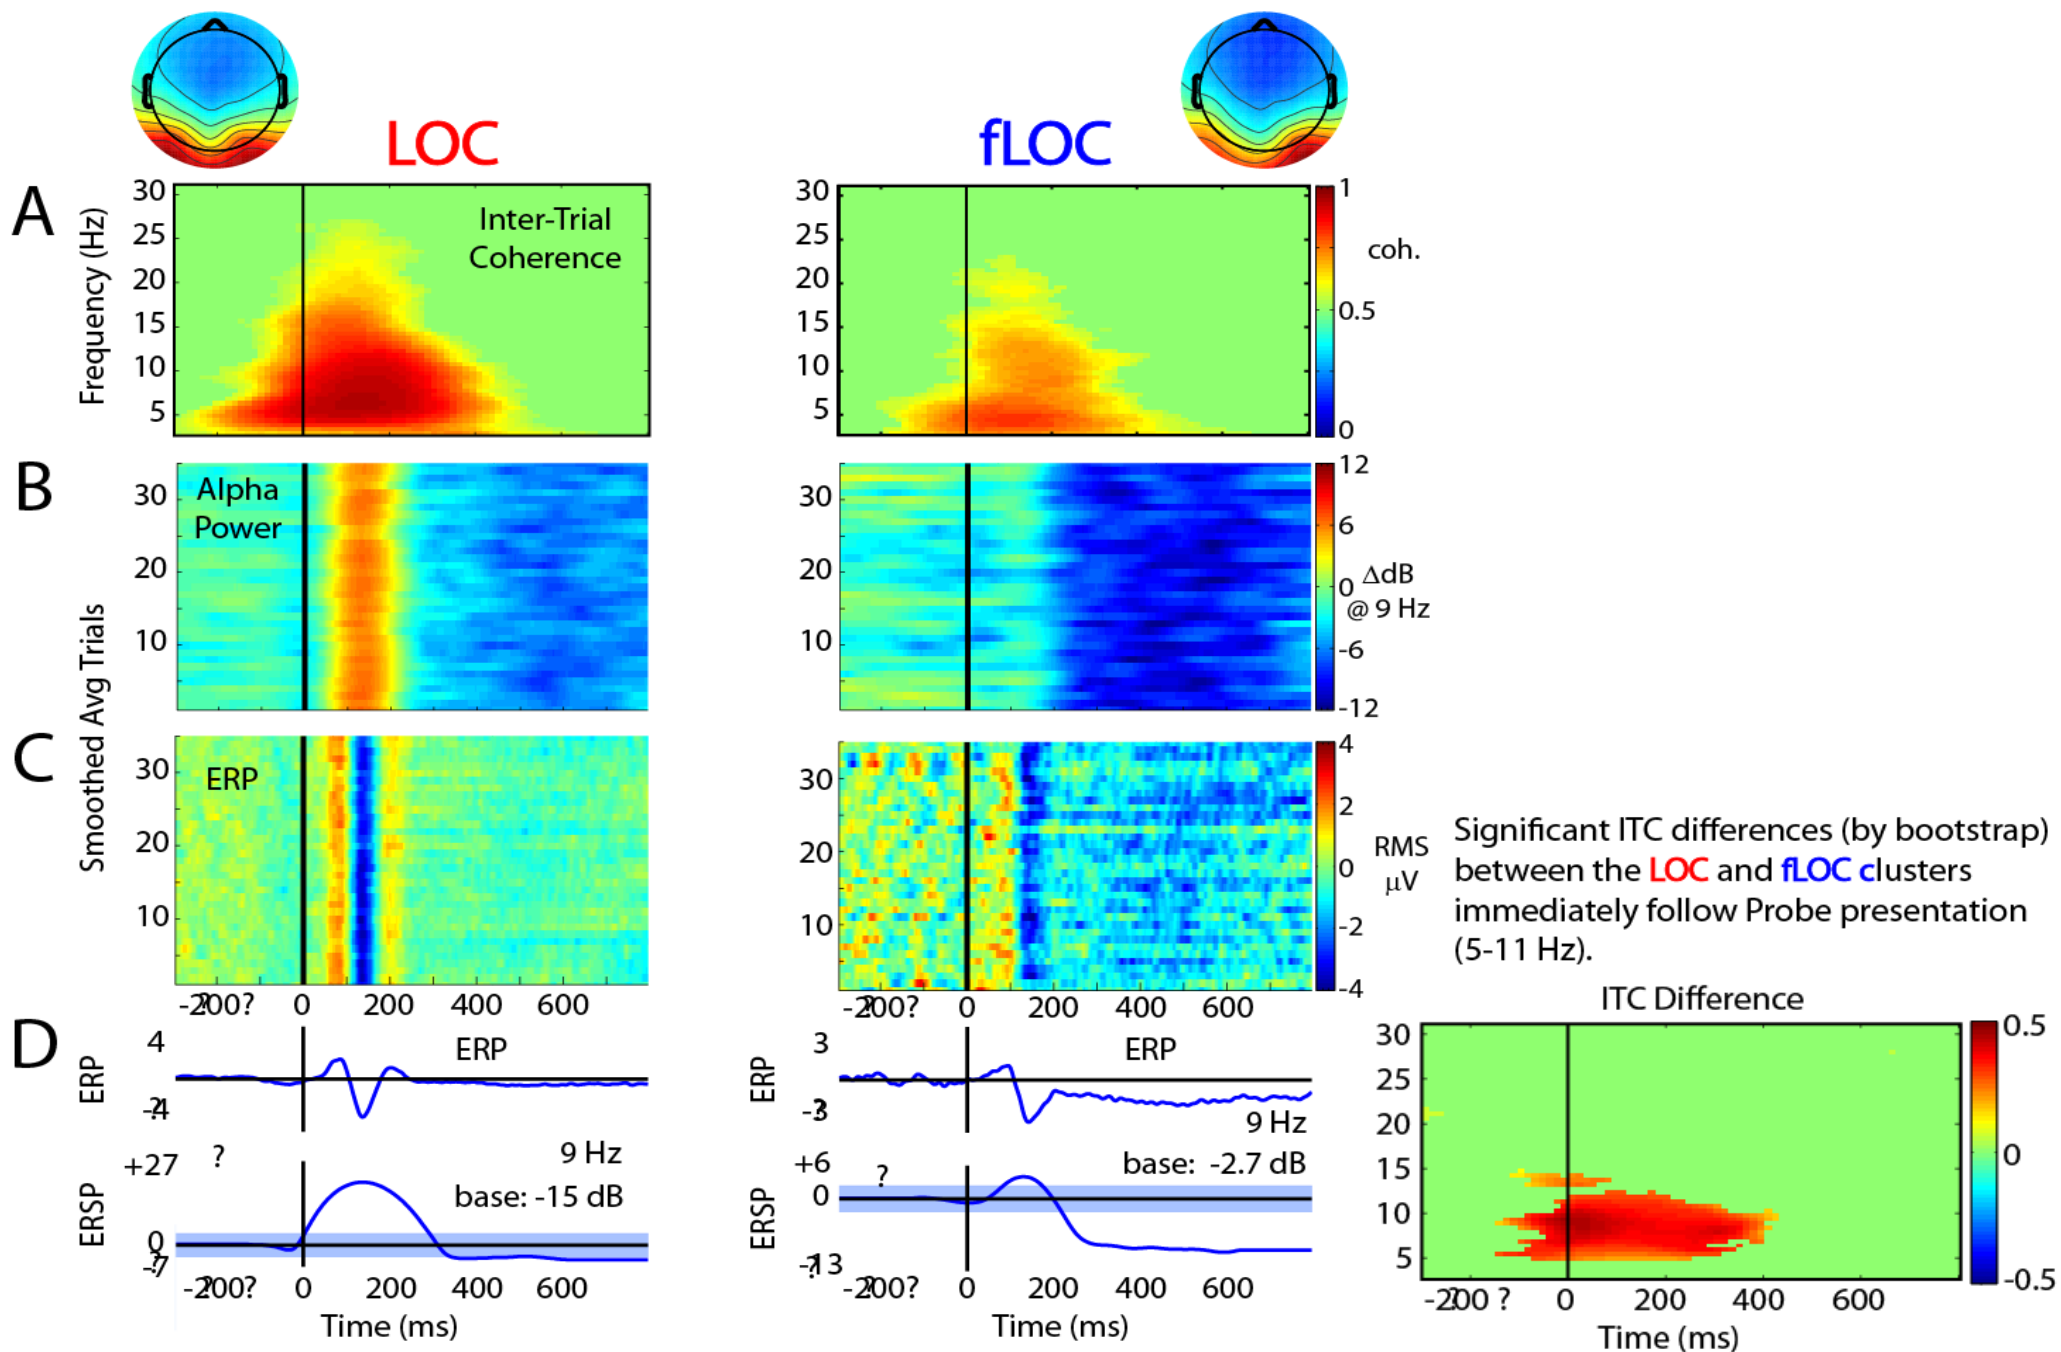 LOC
fLOC
A
Frequency (Hz)
30
25
20
15
10
5
Inter-Trial
Coherence
30
25
20
15
10
5
1
0.5
0
coh.
B
Smoothed Avg Trials
30
20
10
Alpha
Power
30
20
10
12
6
0
-6
-12
ΔdB
@ 9 Hz
C
30
20
10
ERP
0 200 400 600
30
20
10
0 200 400 600
4
2
0
-2
-4
RMS
μV
Significant ITC differences (by bootstrap)
between the LOC and fLOC clusters
immediately follow Probe presentation
(5-11 Hz).
D
ERP
4
ERP
ERSP
+27
?
9 Hz
base: -15 dB
0
0 200 400 600
Time (ms)
ERP
3
ERP
9 Hz
ERSP
+6
?
base: -2.7 dB
0
0 200 400 600
Time (ms)
ITC Difference
30
25
20
15
10
5
0.5
0
-0.5
0 200 400 600
Time (ms)